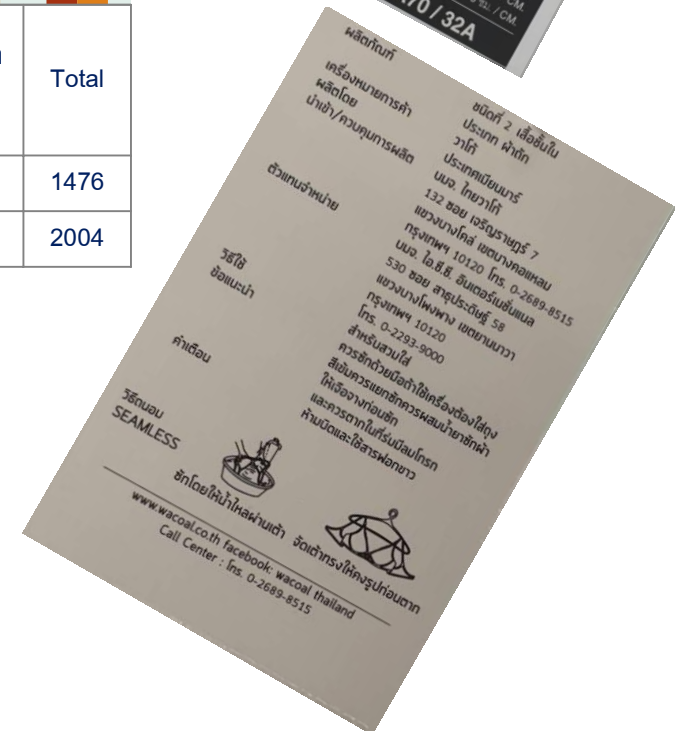 Total
1476
2004
ซม. / CM.
A70 / 32A
ผลิตภัณฑ์ ชนิดที่ 2 เสื้อชั้นใน
ประเภท ผ้าถัก
เครื่องหมายการค้า วาโก้
ผลิตโดย ประเทศเมียนมาร์
นำเข้า/ควบคุมการผลิต บมจ. ไทยวาโก้
132 ซอย เจริญราษฎร์ 7
แขวงบางโคล่ เขตบางคอแหลม
กรุงเทพฯ 10120 โทร. 0-2689-8515
ตัวแทนจำหน่าย บมจ. ไอ.ซี.ซี. อินเตอร์เนชั่นแนล
530 ซอย สาธุประดิษฐ์ 58
แขวงบางโพงพาง เขตยานนาวา
กรุงเทพฯ 10120
โทร. 0-2293-9000
วิธีใช้ สำหรับสวมใส่
ข้อแนะนำ ควรซักด้วยมือถ้าใช้เครื่องต้องใส่ถุง
สีเข้มควรแยกซักควรผสมน้ำยาซักผ้า
ให้เจือจางก่อนซัก
และควรตากในที่ร่มมีลมโกรก
คำเตือน ห้ามบิดและใช้สารฟอกขาว
วิธีถนอม
SEAMLESS
ซักโดยให้น้ำไหลผ่านเต้า จัดเต้าทรงให้คงรูปก่อนตาก
www.wacoal.co.th facebook: wacoal thailand
Call Center : โทร. 0-2689-8515